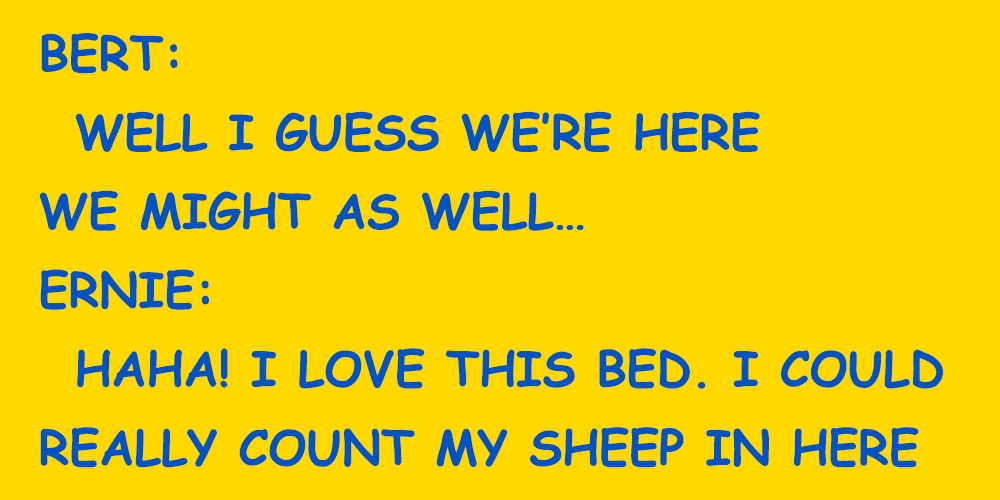 BERT:
WELL I GUESS WE'RE HERE
WE MIGHT AS WELL...
ERNIE:
HAHA! I LOVE THIS BED. I COULD
REALLY COUNT MY SHEEP IN HERE